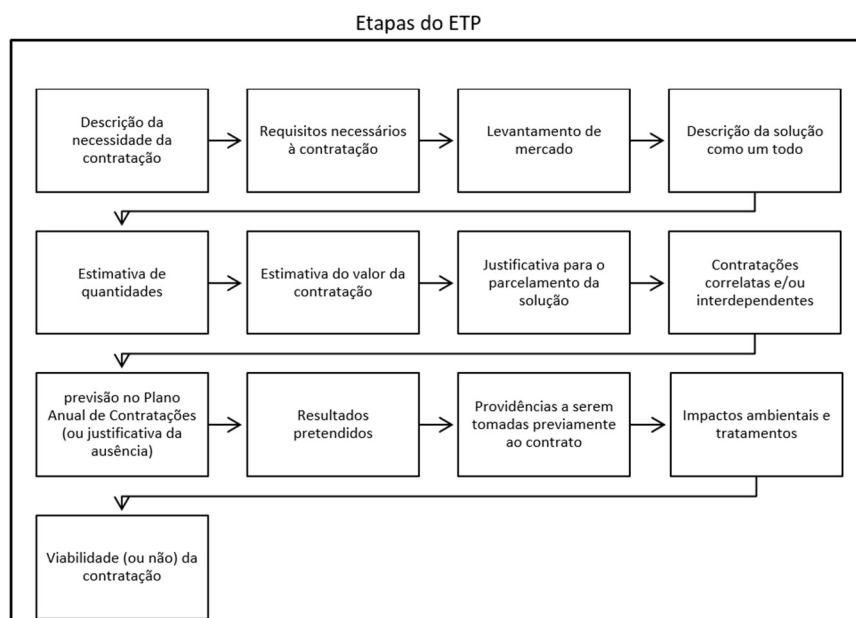 Etapas do ETP
Descrição da
necessidade da
contratação
Requisitos necessários
à contratação
Levantamento de
mercado
Descrição da solução
como um todo
Estimativa de
quantidades
Estimativa do valor da
contratação
Justificativa para o
parcelamento da
solução
Contratações
correlatas e/ou
interdependentes
previsão no Plano
Anual de Contratações
(ou justificativa da
ausência)
Resultados
pretendidos
Providências a serem
tomadas previamente
ao contrato
Impactos ambientais e
tratamentos
Viabilidade (ou não) da
contratação